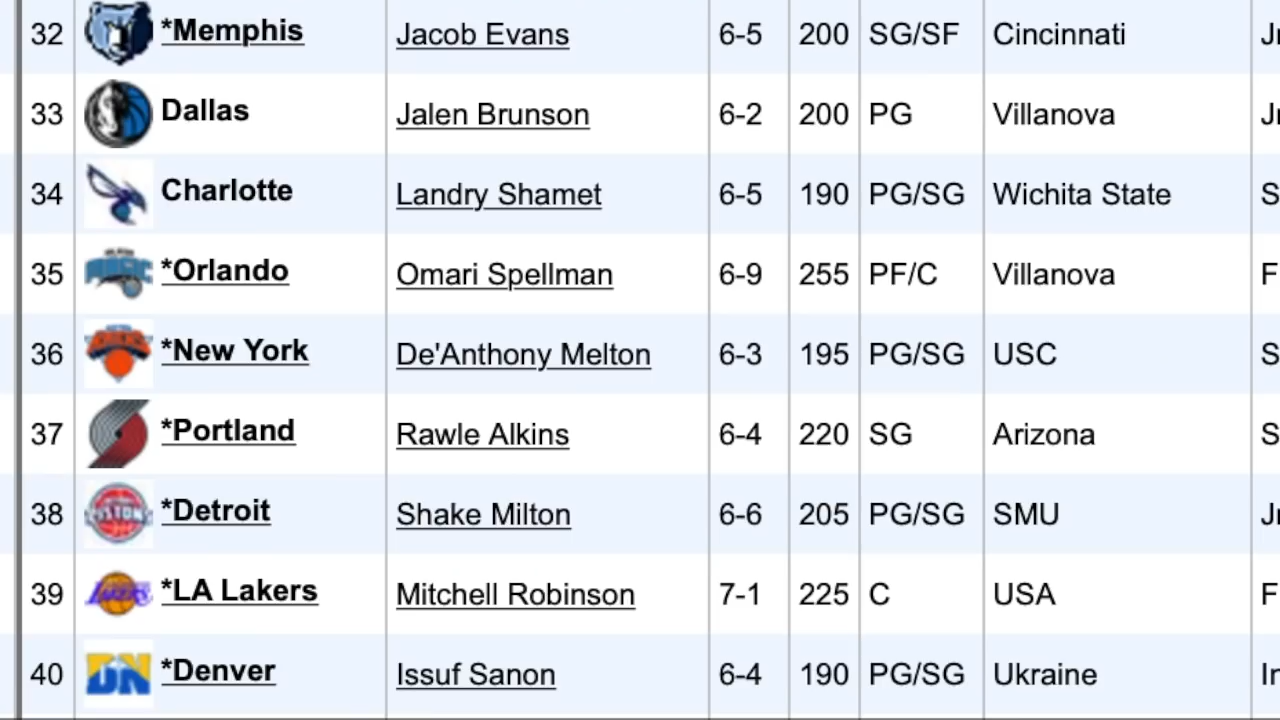 32 *Memphis Jacob Evans 6-5 200 SG/SF Cincinnati Jr
33 Dallas Jalen Brunson 6-2 200 PG Villanova Jr
34 Charlotte Landry Shamet 6-5 190 PG/SG Wichita State S
35 *Orlando Omari Spellman 6-9 255 PF/C Villanova F
36 *New York De'Anthony Melton 6-3 195 PG/SG USC S
37 *Portland Rawle Alkins 6-4 220 SG Arizona S
38 *Detroit Shake Milton 6-6 205 PG/SG SMU Jr
39 *LA Lakers Mitchell Robinson 7-1 225 C USA F
40 *Denver Issuf Sanon 6-4 190 PG/SG Ukraine In